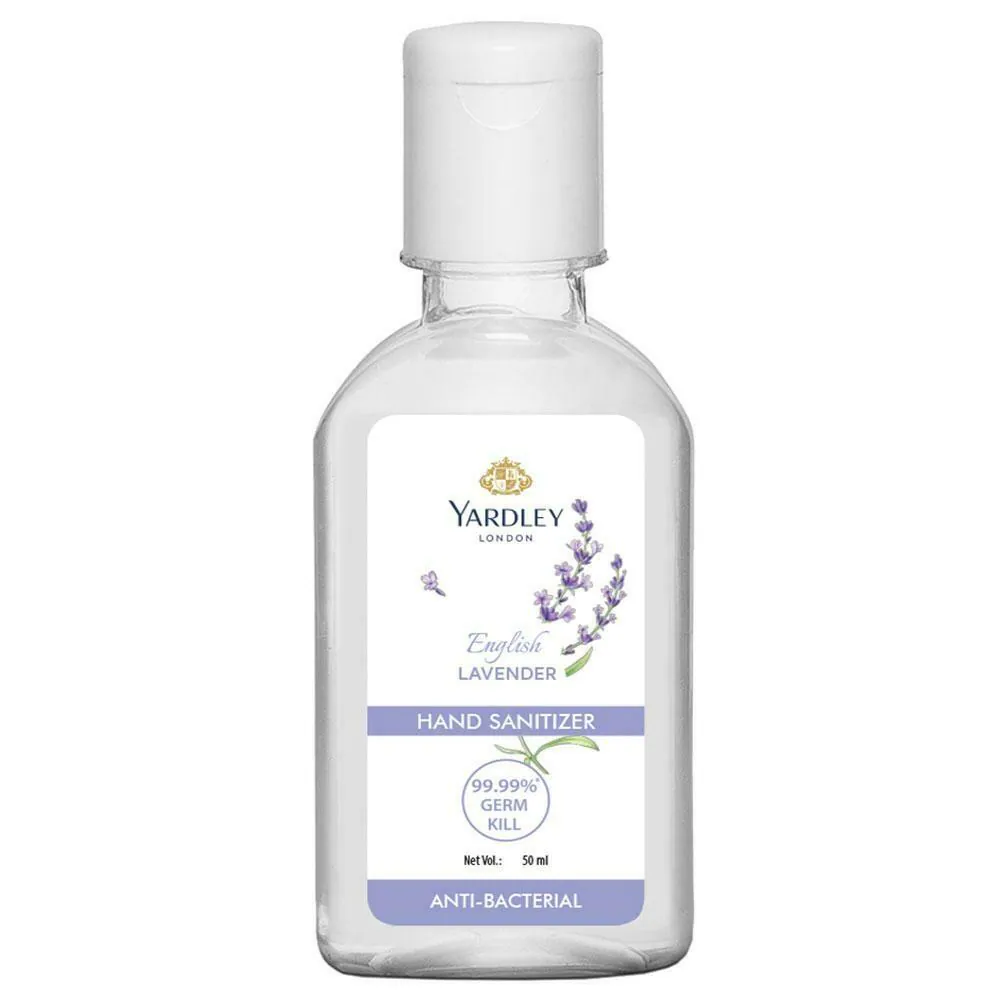 YARDLEY
LONDON
English
LAVENDER
HAND SANITIZER
99.99%*
GERM
KILL
Net Vol.: 50 ml
ANTI-BACTERIAL